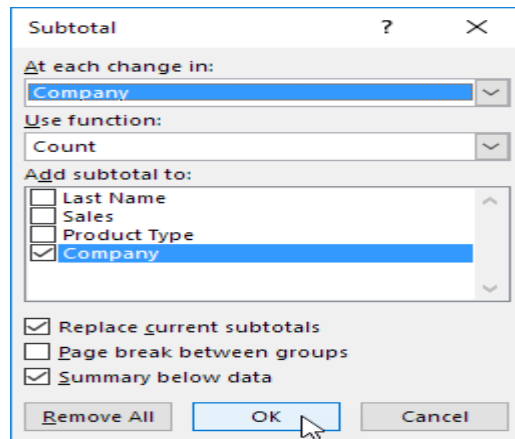 Subtotal ?
At each change in:
Company
Use function:
Count
Add subtotal to:
Last Name
Sales
Product Type
Company
Replace current subtotals
Page break between groups
Summary below data
Remove All OK Cancel